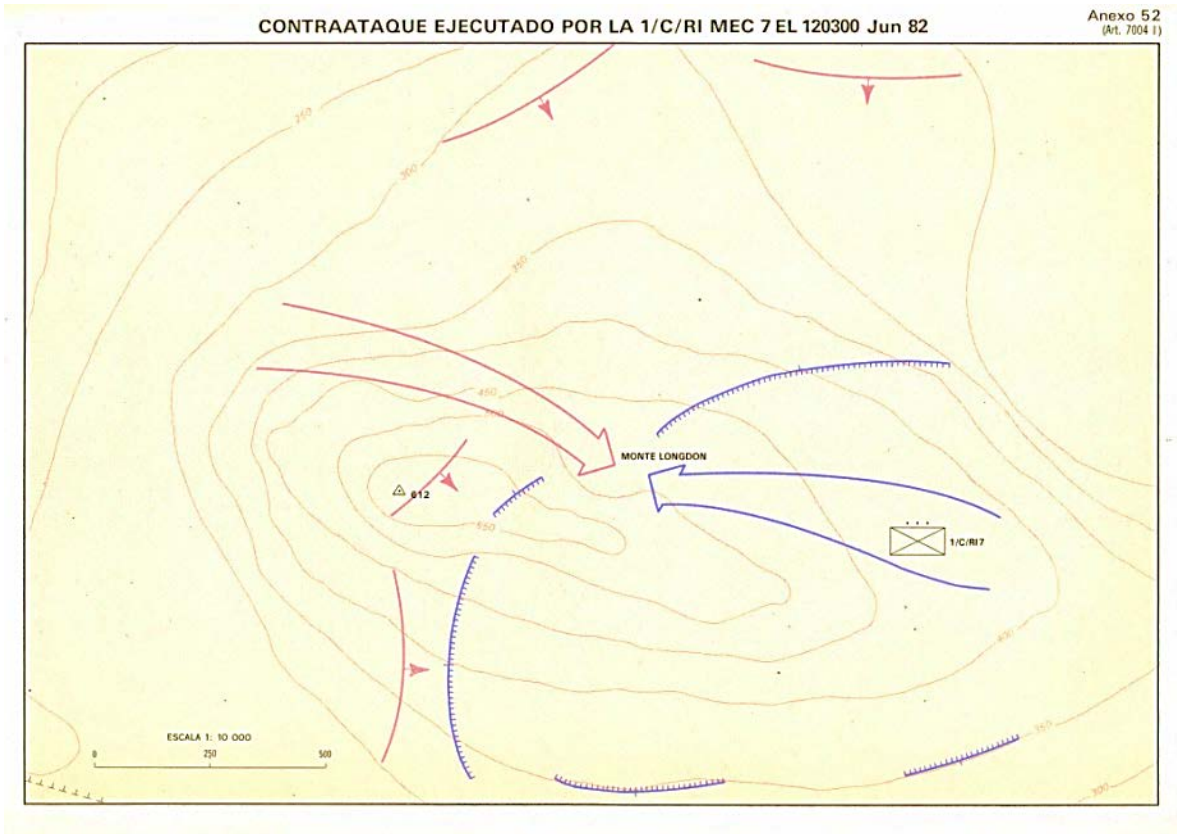 CONTRAATAQUE EJECUTADO POR LA 1/C/RI MEC 7 EL 120300 Jun 82
Anexo 52
(Art. 7004 I)
250
300
350
450
MONTE LONGDON
612
550
1/C/RI7
400
ESCALA 1: 10 000
0 250 500
350
300